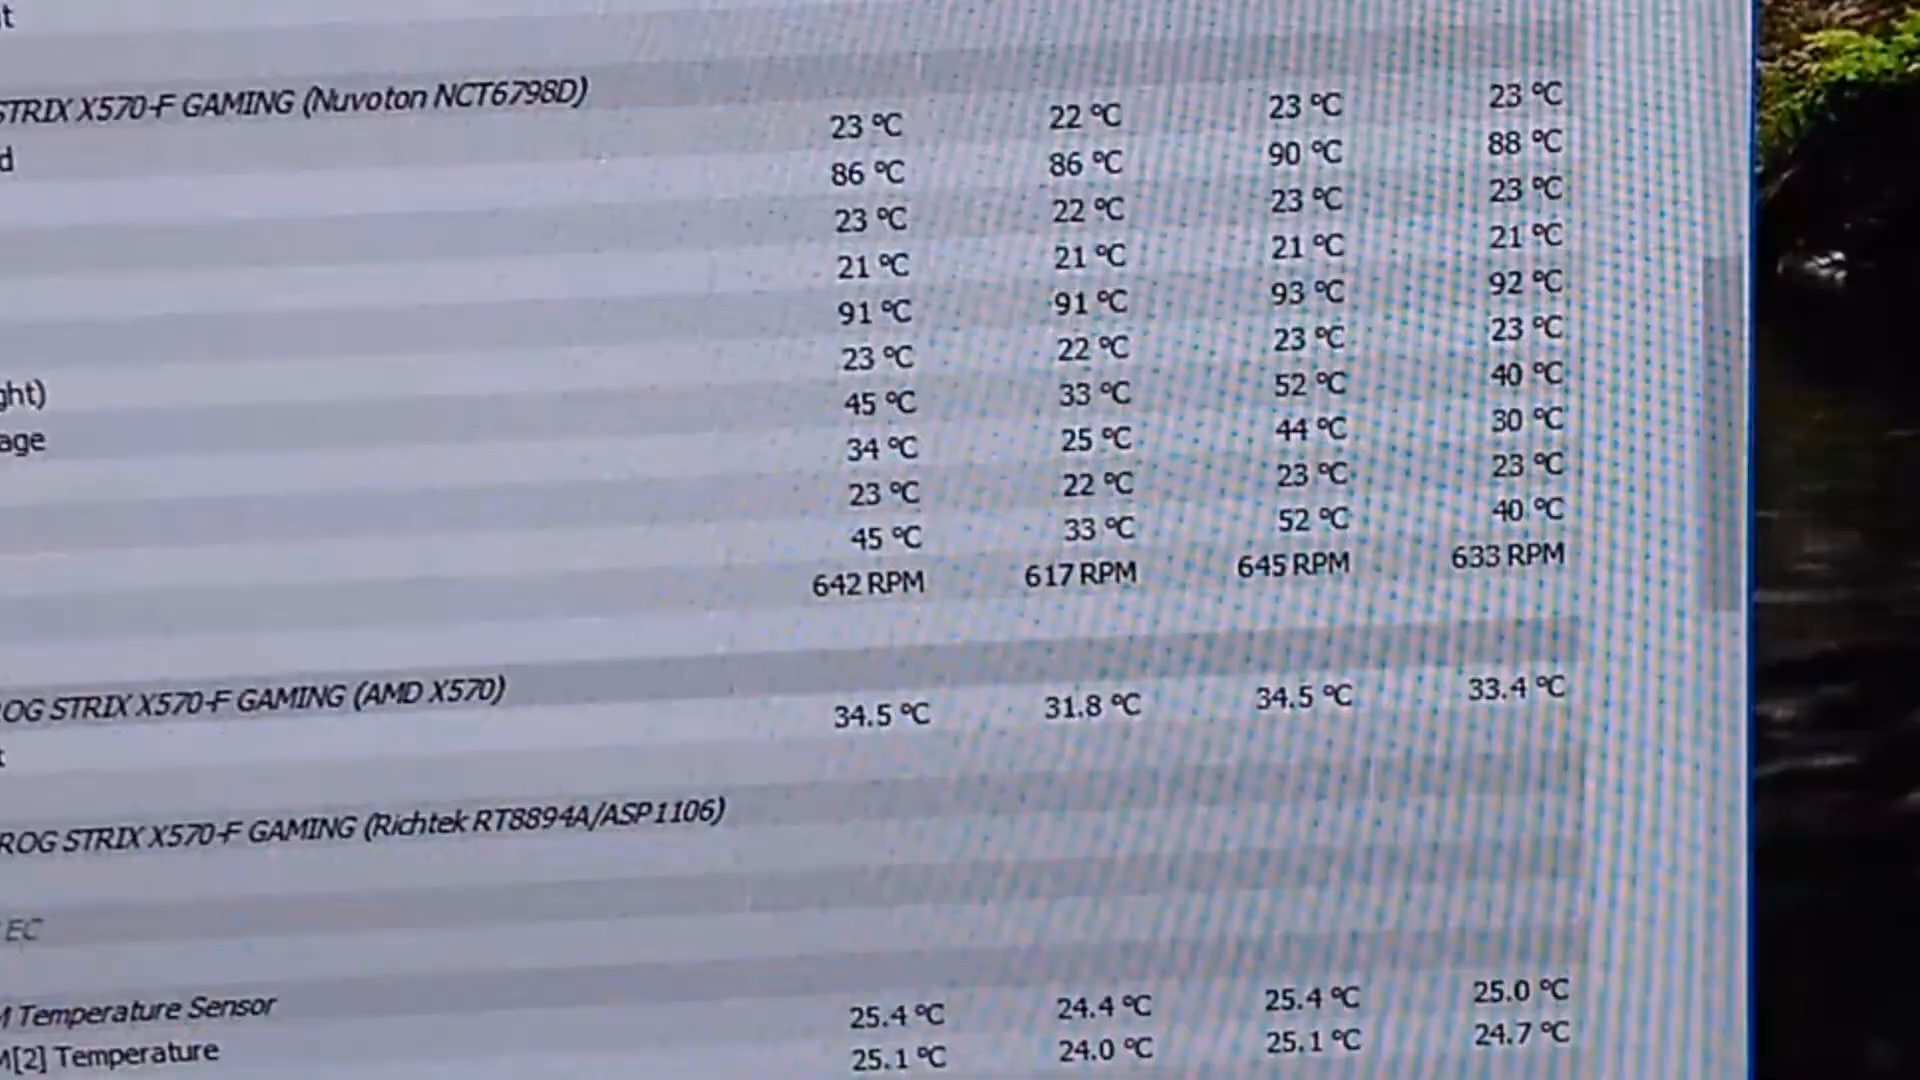 t
STRIX X570-F GAMING (Nuvoton NCT6798D)
d 23 °C 22 °C 23 °C 23 °C
86 °C 86 °C 90 °C 88 °C
23 °C 22 °C 23 °C 23 °C
21 °C 21 °C 21 °C 21 °C
91 °C 91 °C 93 °C 92 °C
23 °C 22 °C 23 °C 23 °C
ght) 45 °C 33 °C 52 °C 40 °C
age 34 °C 25 °C 44 °C 30 °C
23 °C 22 °C 23 °C 23 °C
45 °C 33 °C 52 °C 40 °C
642 RPM 617 RPM 645 RPM 633 RPM
OG STRIX X570-F GAMING (AMD X570)
t 34.5 °C 31.8 °C 34.5 °C 33.4 °C
ROG STRIX X570-F GAMING (Richtek RT8894A/ASP1106)
EC
M Temperature Sensor
25.4 °C 24.4 °C 25.4 °C 25.0 °C
M[2] Temperature 25.1 °C 24.0 °C 25.1 °C 24.7 °C